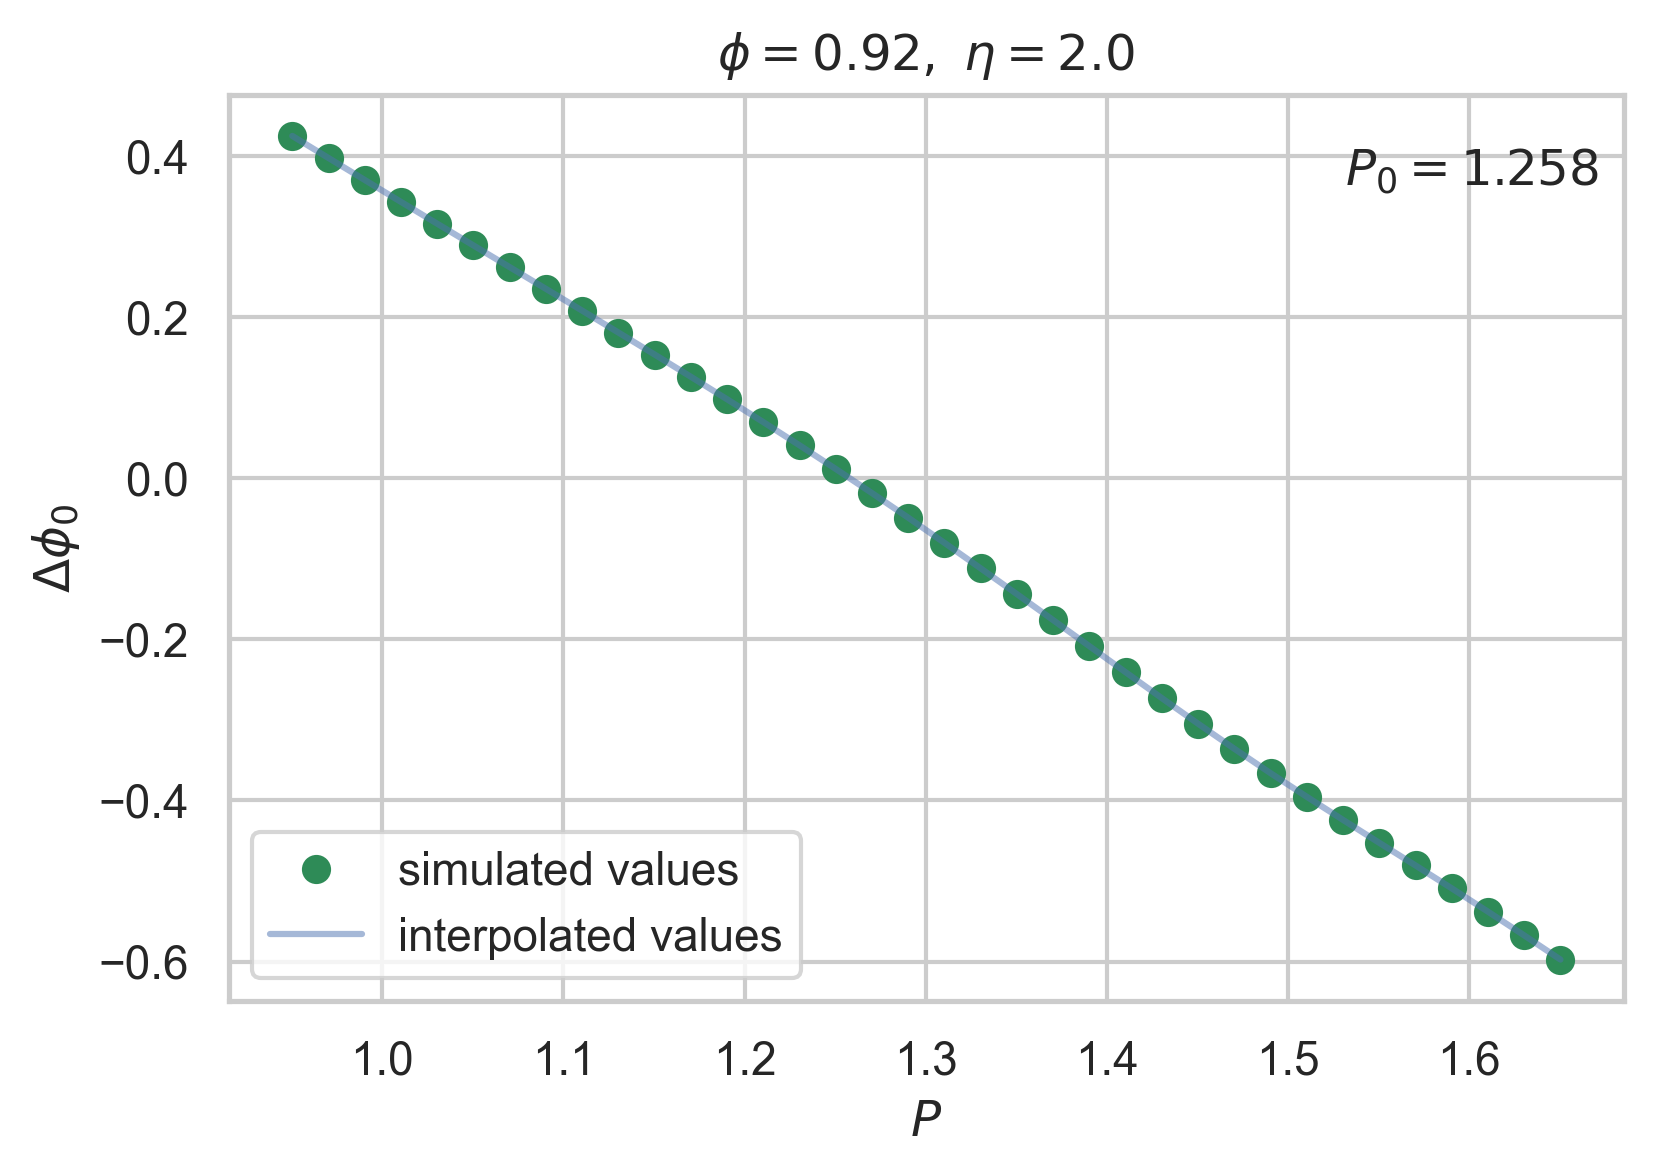 ϕ = 0.92, η = 2.0
P₀ = 1.258
0.4
0.2
0.0
−0.2
−0.4
−0.6
Δϕ₀
simulated values
interpolated values
1.0 1.1 1.2 1.3 1.4 1.5 1.6
P